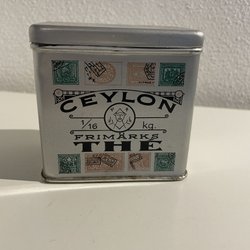 CEYLON
1/16 kg.
FRIMÄRKS
THE